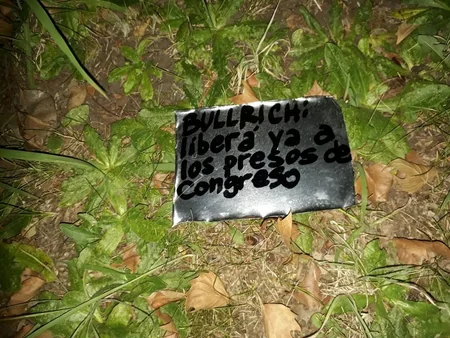 BULLRICH:
liberá ya a
los presos de
Congreso